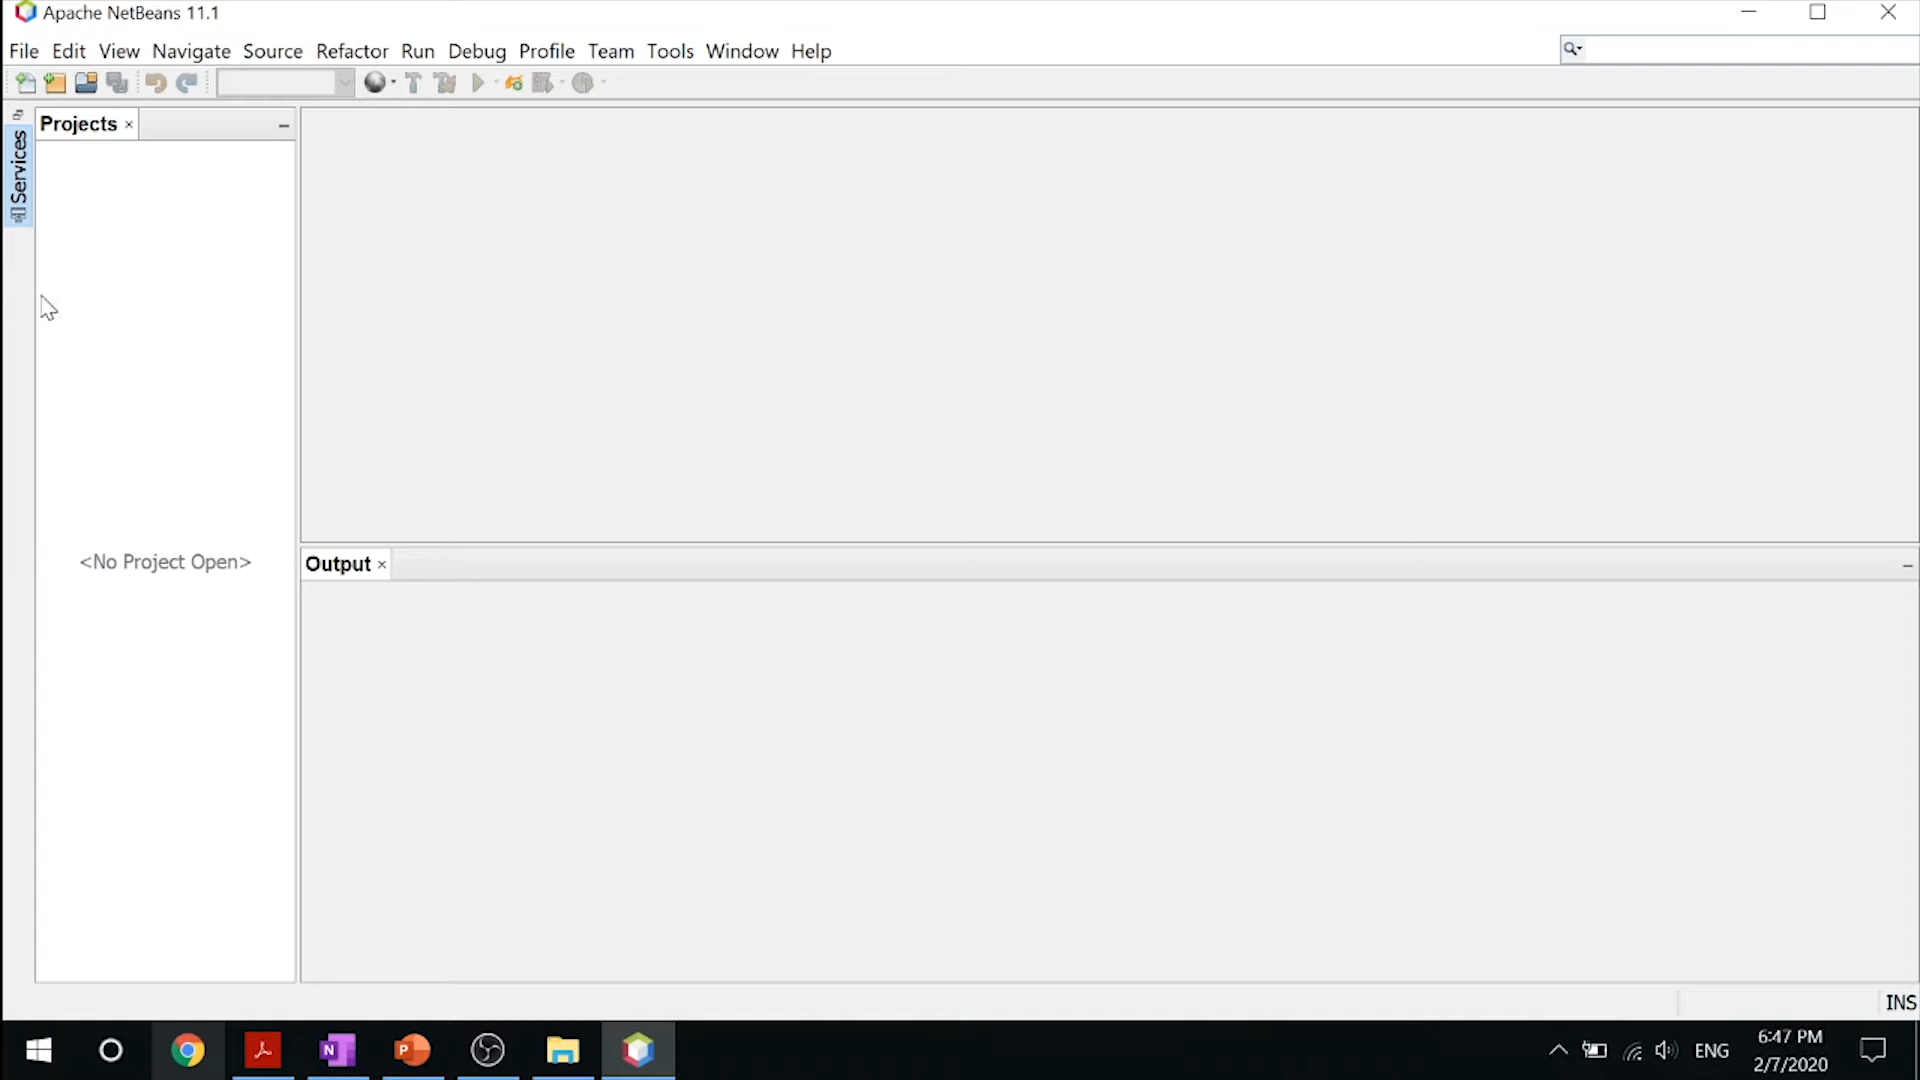 Apache NetBeans 11.1
File Edit View Navigate Source Refactor Run Debug Profile Team Tools Window Help
Projects
Services
<No Project Open>
Output
INS
ENG
6:47 PM
2/7/2020